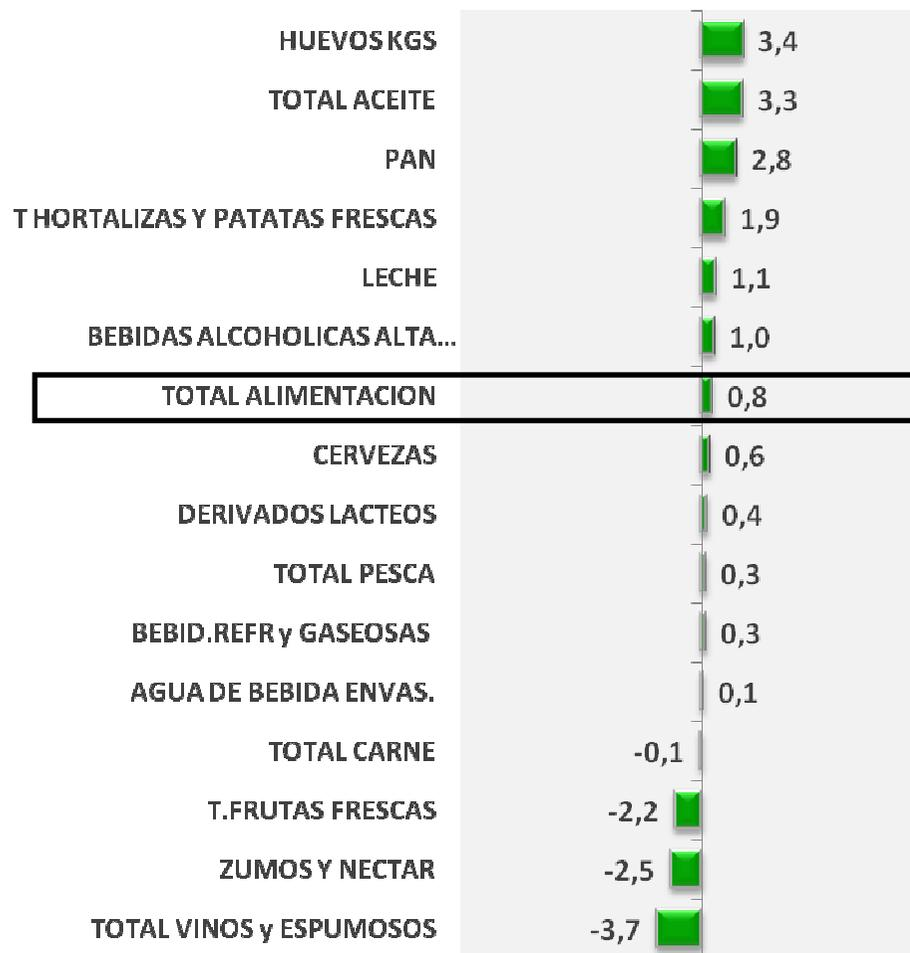 HUEVOS KGS 3,4
TOTAL ACEITE 3,3
PAN 2,8
T HORTALIZAS Y PATATAS FRESCAS 1,9
LECHE 1,1
BEBIDAS ALCOHOLICAS ALTA... 1,0
TOTAL ALIMENTACION 0,8
CERVEZAS 0,6
DERIVADOS LACTEOS 0,4
TOTAL PESCA 0,3
BEBID.REFR y GASEOSAS 0,3
AGUA DE BEBIDA ENVAS. 0,1
TOTAL CARNE -0,1
T.FRUTAS FRESCAS -2,2
ZUMOS Y NECTAR -2,5
TOTAL VINOS y ESPUMOSOS -3,7